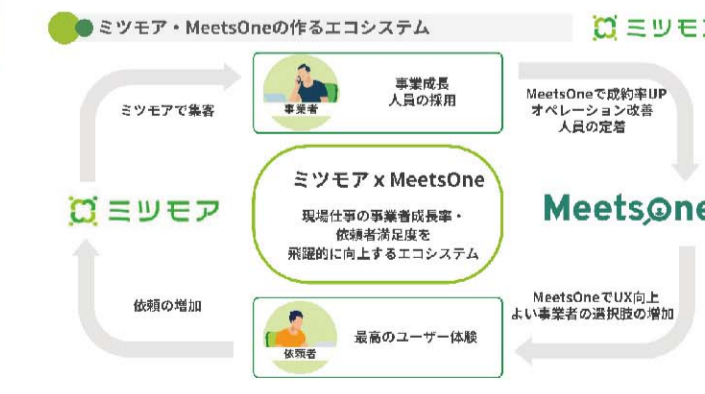 ミツモア・MeetsOneの作るエコシステム
ミツモ
事業者
事業成長
人員の採用
ミツモアで集客
MeetsOneで成約率UP
オペレーション改善
人員の定着
ミツモア
ミツモア x MeetsOne
現場仕事の事業者成長率・
依頼者満足度を
飛躍的に向上するエコシステム
MeetsOne
依頼の増加
依頼者
最高のユーザー体験
MeetsOneでUX向上
よい事業者の選択肢の増加